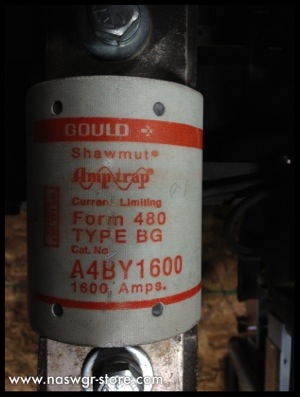 GOULD
Shawmut®
Amptrap®
Current Limiting
Form 480
TYPE BG
Cat. No.
A4BY1600
1600 Amps.
www.naswgr-store.com